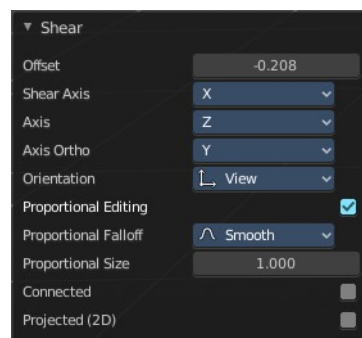 Shear
Offset -0.208
Shear Axis X
Axis Z
Axis Ortho Y
Orientation View
Proportional Editing
Proportional Falloff Smooth
Proportional Size 1.000
Connected
Projected (2D)